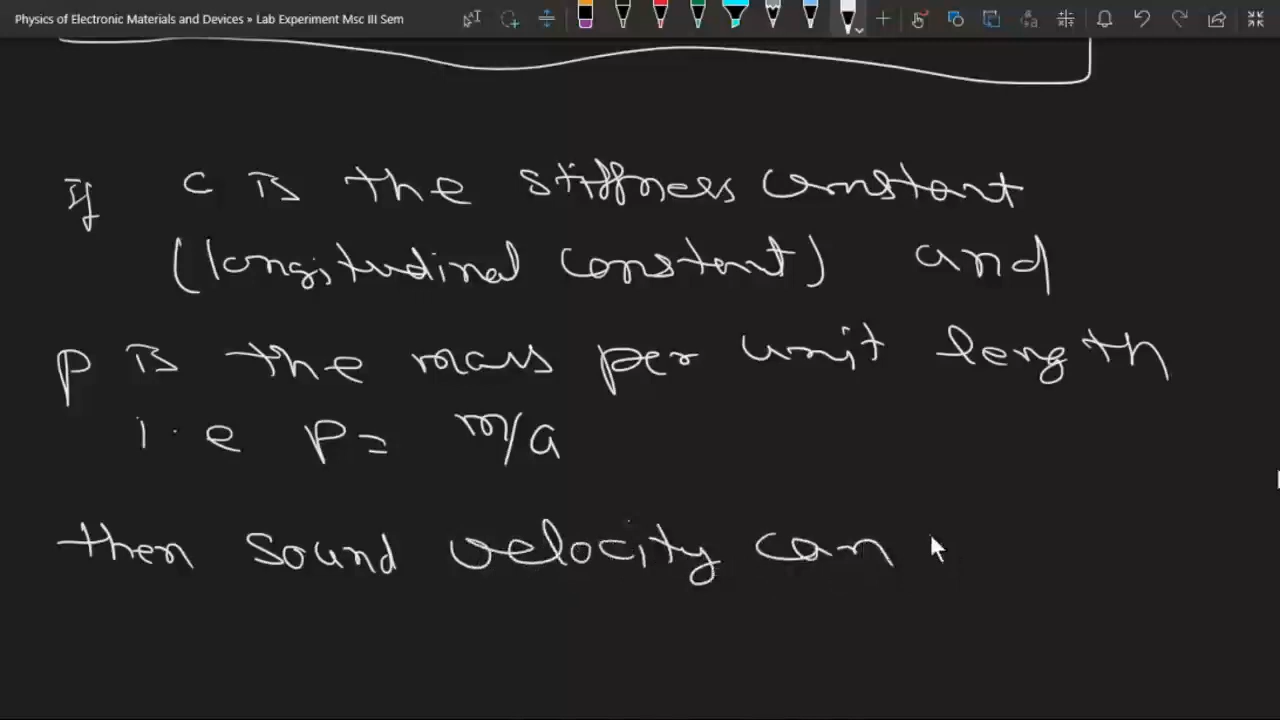 Physics of Electronic Materials and Devices » Lab Experiment Msc III Sem
If c is the stiffness constant
(longitudinal constant) and
ρ is the mass per unit length
i.e ρ = m/a
then sound velocity can